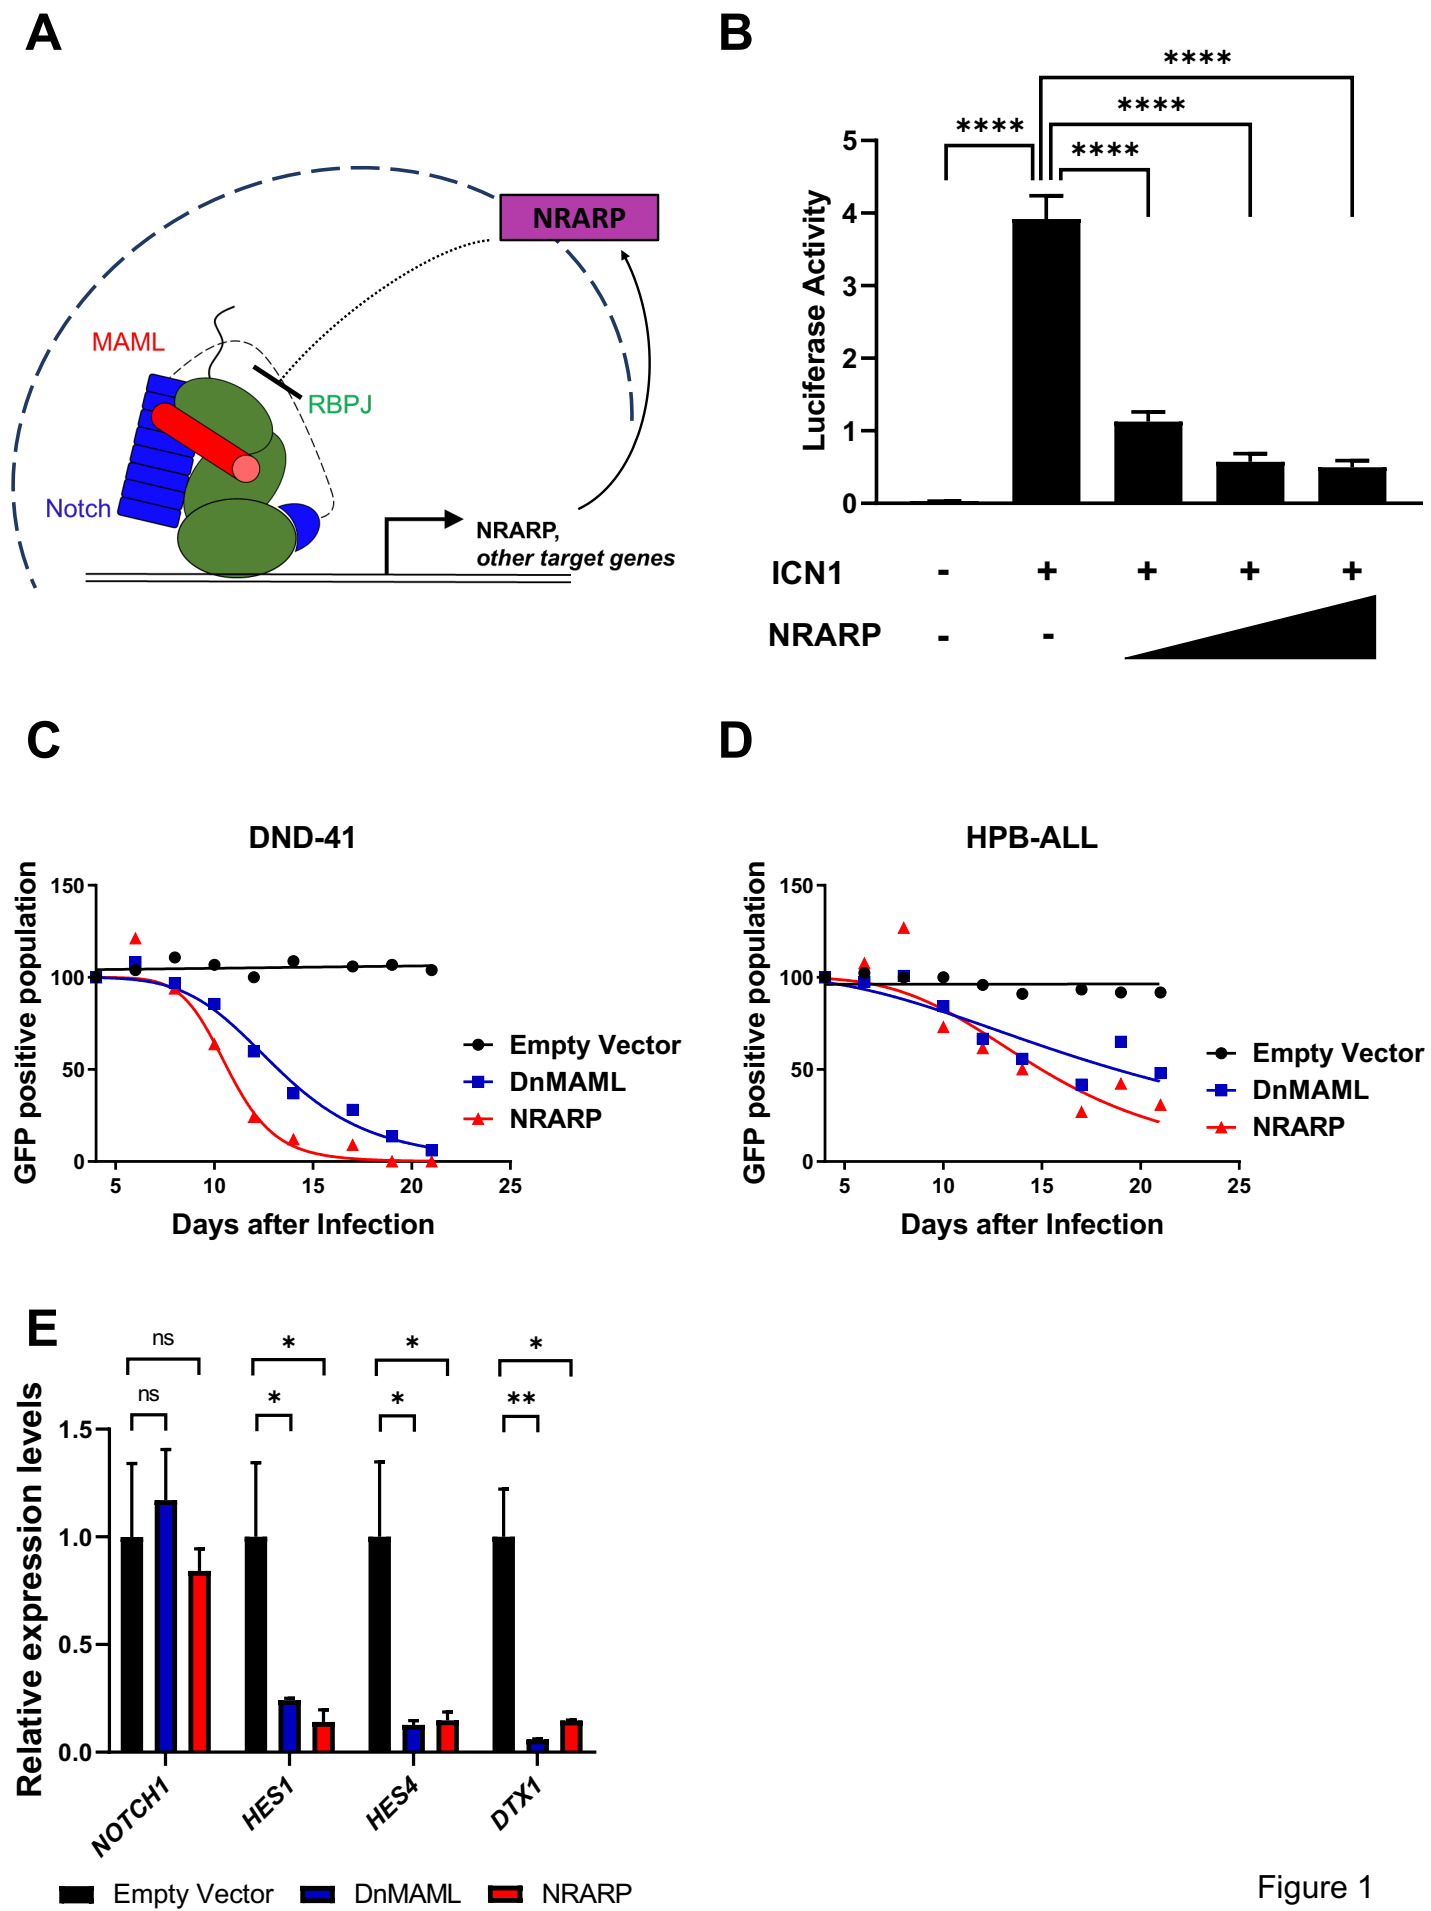 A
NRARP
MAML
RBPJ
Notch
NRARP,
other target genes
B
****
****
****
****
Luciferase Activity
5
4
3
2
1
0
ICN1 - + + + +
NRARP - -
C
DND-41
GFP positive population
150
100
50
0
5 10 15 20 25
Days after Infection
Empty Vector
DnMAML
NRARP
D
HPB-ALL
GFP positive population
150
100
50
0
5 10 15 20 25
Days after Infection
Empty Vector
DnMAML
NRARP
E
ns * * *
ns * * **
Relative expression levels
1.5
1.0
0.5
0.0
NOTCH1 HES1 HES4 DTX1
Empty Vector DnMAML NRARP
Figure 1